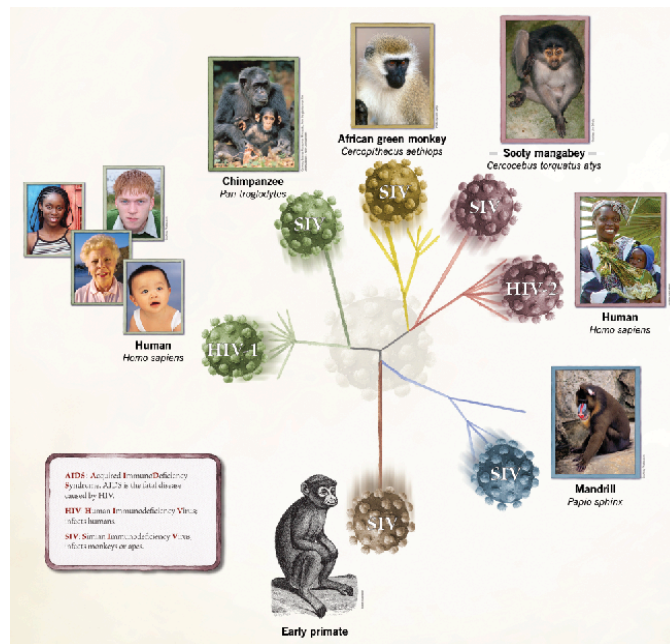 African green monkey
Cercopithecus aethiops
Sooty mangabey
Cercocebus torquatus atys
Chimpanzee
Pan troglodytes
SIV
SIV
SIV
HIV-2
Human
Homo sapiens
Human
Homo sapiens
HIV-1
SIV
Mandrill
Papio sphinx
AIDS: Acquired ImmunoDeficiency
Syndrome. AIDS is the fatal disease
caused by HIV.
HIV: Human Immunodeficiency Virus;
infects humans.
SIV: Simian Immunodeficiency Virus;
infects monkeys or apes.
SIV
Early primate